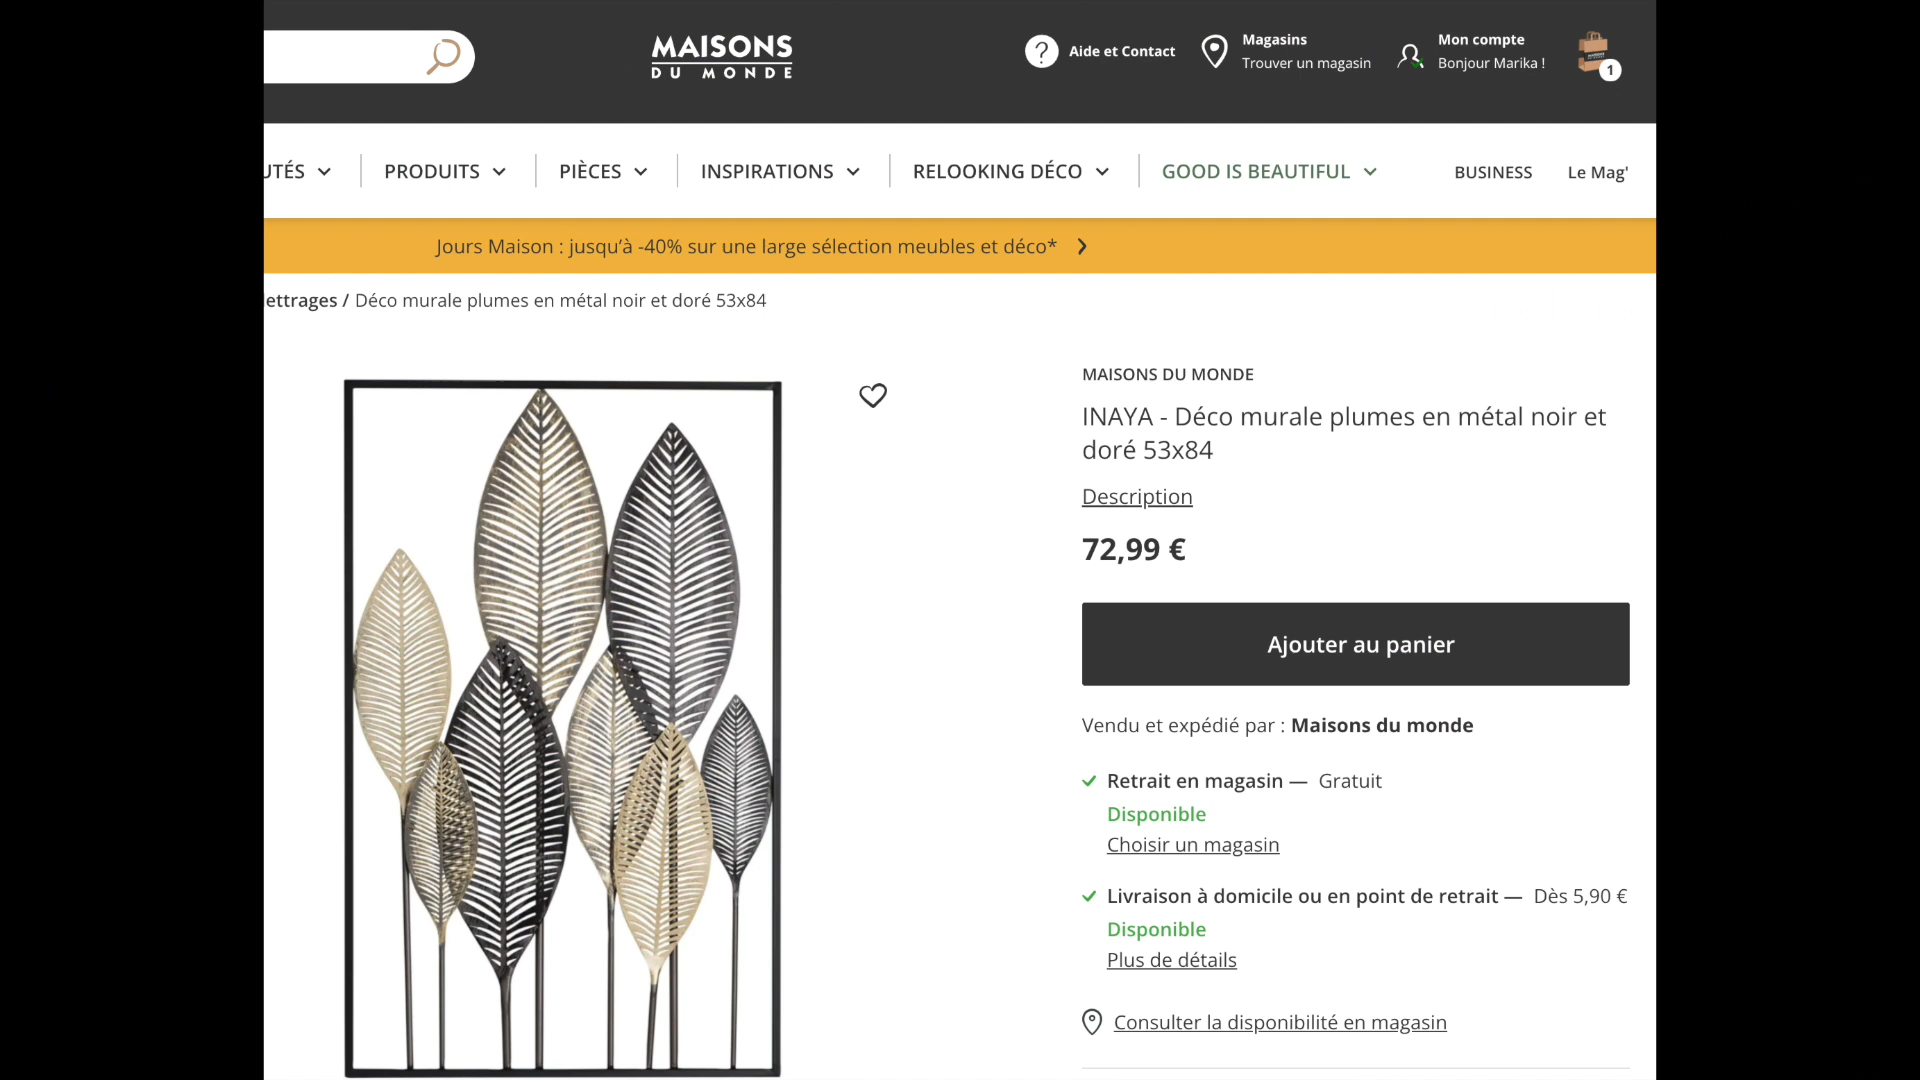 MAISONS
DU MONDE
?
Aide et Contact
Magasins
Trouver un magasin
Mon compte
Bonjour Marika !
1
UTÉS
PRODUITS
PIÈCES
INSPIRATIONS
RELOOKING DÉCO
GOOD IS BEAUTIFUL
BUSINESS
Le Mag'
Jours Maison : jusqu'à -40% sur une large sélection meubles et déco*
lettrages / Déco murale plumes en métal noir et doré 53x84
MAISONS DU MONDE
INAYA - Déco murale plumes en métal noir et
doré 53x84
Description
72,99 €
Ajouter au panier
Vendu et expédié par : Maisons du monde
Retrait en magasin — Gratuit
Disponible
Choisir un magasin
Livraison à domicile ou en point de retrait — Dès 5,90 €
Disponible
Plus de détails
Consulter la disponibilité en magasin